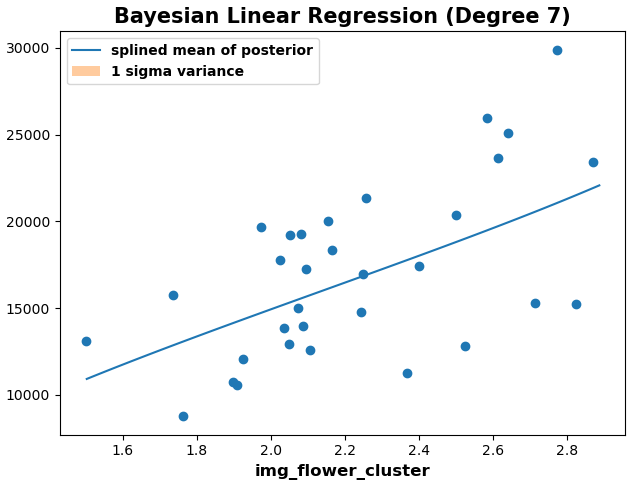 Bayesian Linear Regression (Degree 7)
30000
splined mean of posterior
1 sigma variance
25000
20000
15000
10000
1.6 1.8 2.0 2.2 2.4 2.6 2.8
img_flower_cluster